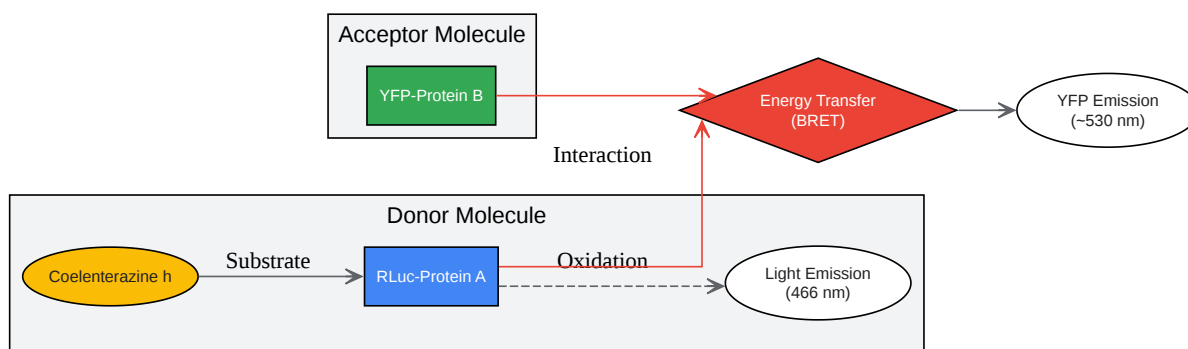 Acceptor Molecule
YFP-Protein B
Energy Transfer
(BRET)
YFP Emission
(~530 nm)
Interaction
Donor Molecule
Coelenterazine h
Substrate
RLuc-Protein A
Oxidation
Light Emission
(466 nm)